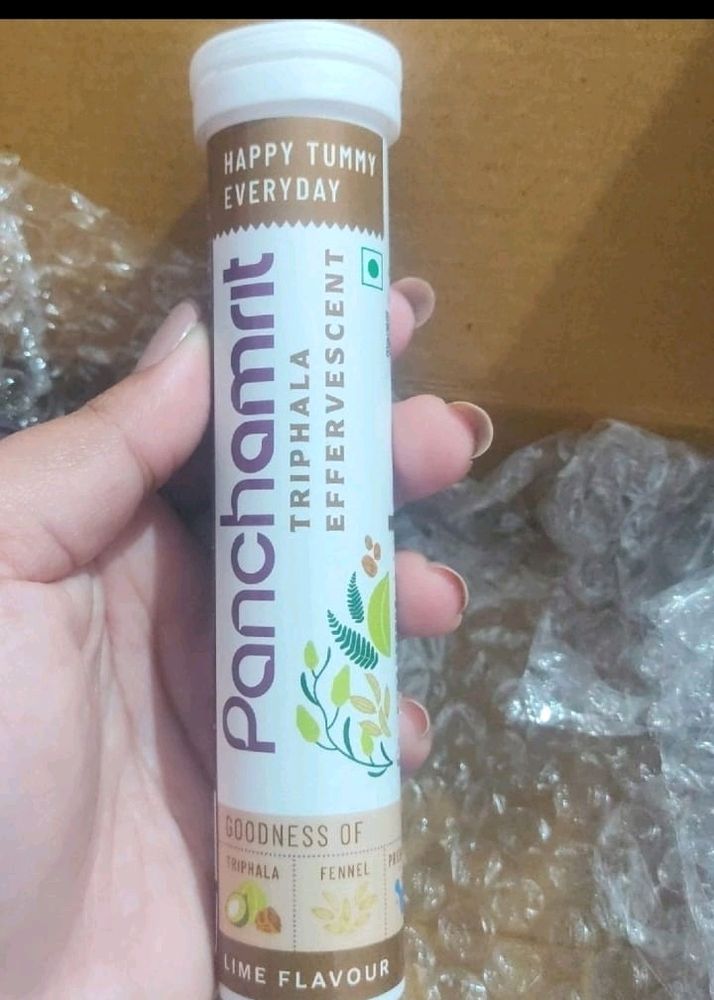 HAPPY TUMMY
EVERYDAY
Panchamrit
TRIPHALA
EFFERVESCENT
GOODNESS OF
TRIPHALA
FENNEL
LIME FLAVOUR